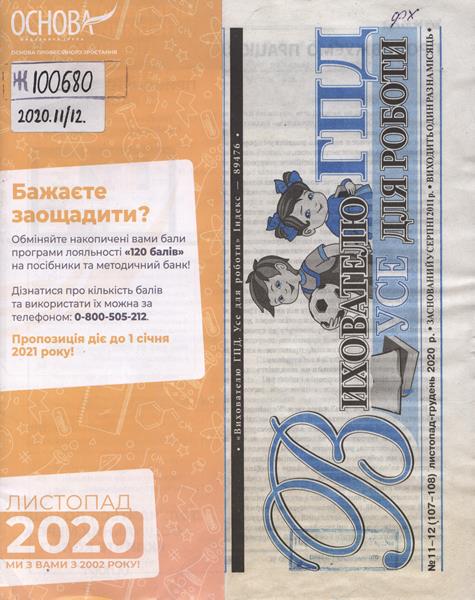 ОСНОВА
ВИДАВНИЧА ГРУПА
ОСНОВА ПРОФЕСІЙНОГО ЗРОСТАННЯ
Ж 100680
2020.11/12.
Бажаєте
заощадити?
Обміняйте накопичені вами бали
програми лояльності «120 балів»
на посібники та методичний банк!
Дізнатися про кількість балів
та використати їх можна за
телефоном: 0-800-505-212.
Пропозиція діє до 1 січня
2021 року!
ЛИСТОПАД
2020
МИ З ВАМИ З 2002 РОКУ!
• «Вихователю ГПД. Усе для роботи» Індекс — 89476 •
ВИХОВАТЕЛЮ ГПД
УСЕ ДЛЯ РОБОТИ
№ 11–12 (107–108) листопад–грудень 2020 р. • ЗАСНОВАНИЙ У СЕРПНІ 2011 р. • ВИХОДИТЬ ОДИН РАЗ НА МІСЯЦЬ •